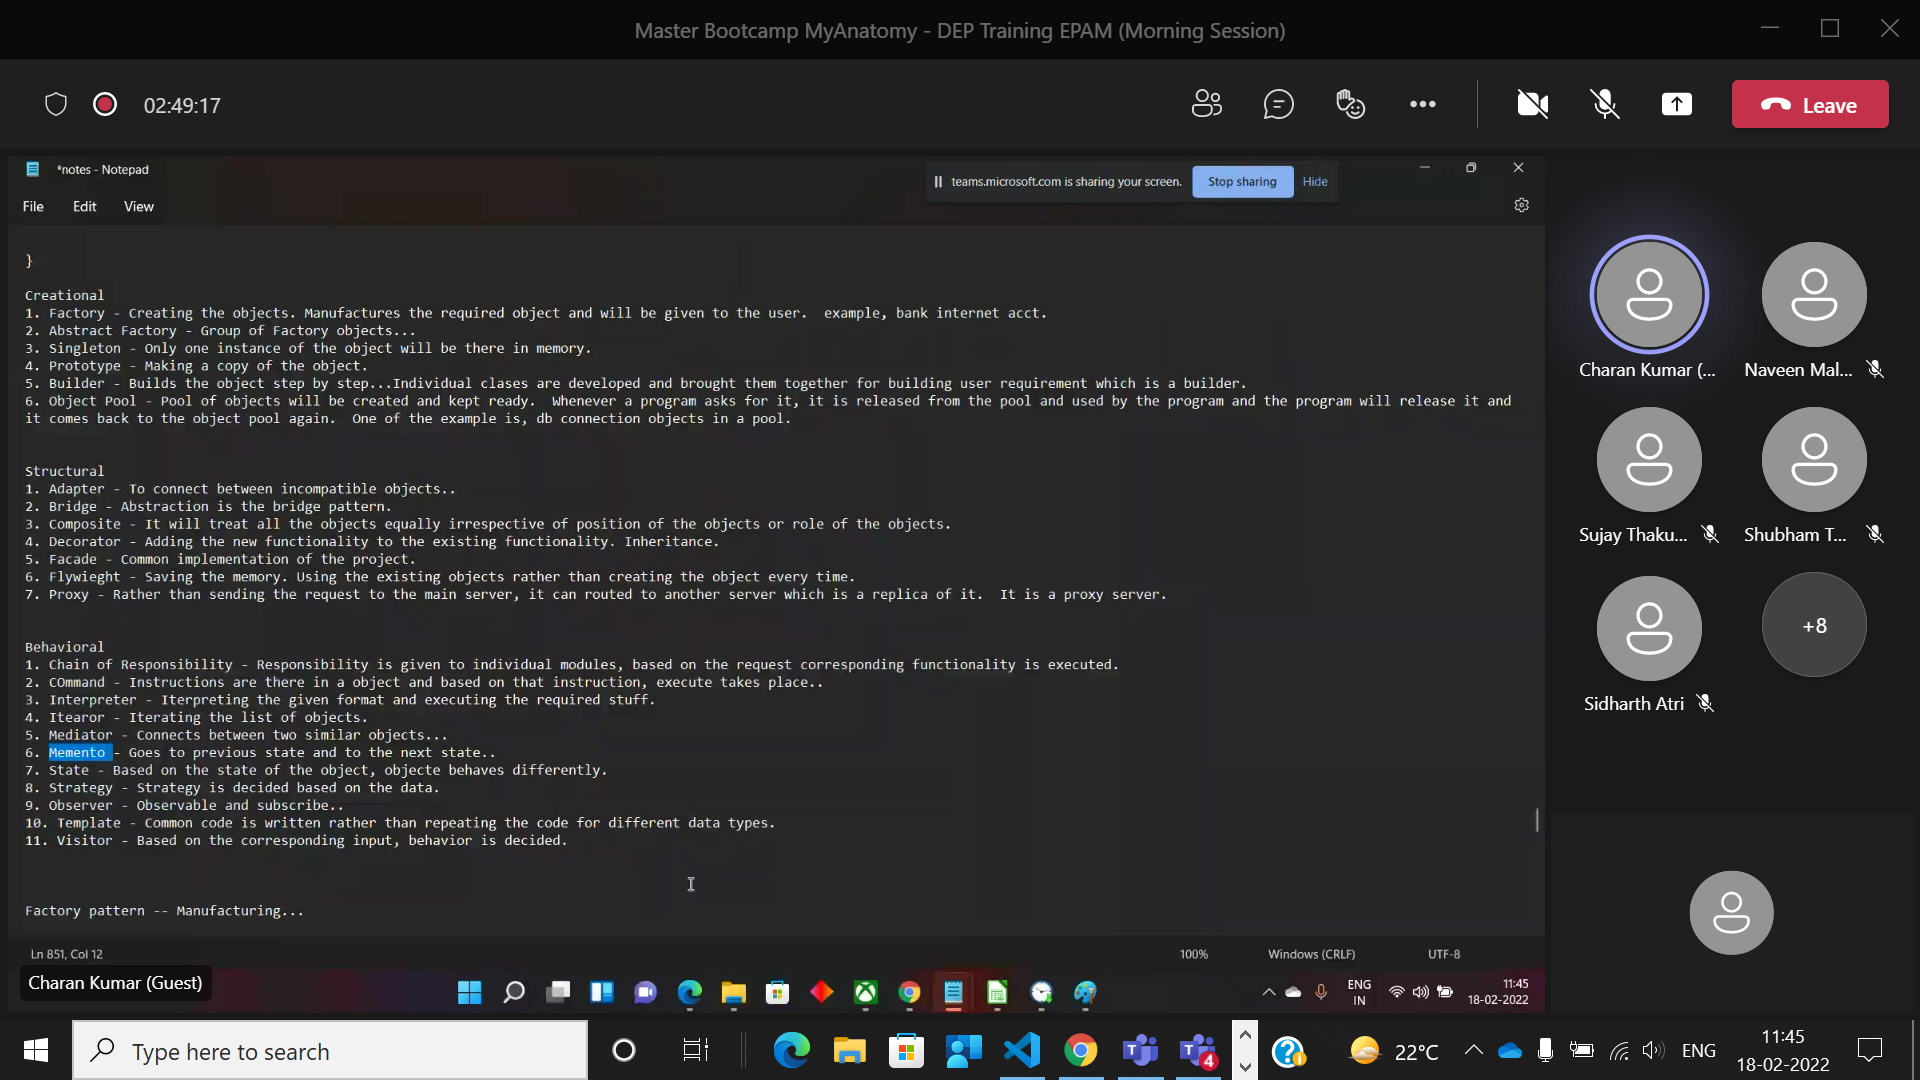 Master Bootcamp MyAnatomy - DEP Training EPAM (Morning Session)
02:49:17
Leave
*notes - Notepad
teams.microsoft.com is sharing your screen.
Stop sharing
Hide
File
Edit
View
}
Creational
1. Factory - Creating the objects. Manufactures the required object and will be given to the user.  example, bank internet acct.
2. Abstract Factory - Group of Factory objects...
3. Singleton - Only one instance of the object will be there in memory.
4. Prototype - Making a copy of the object.
5. Builder - Builds the object step by step...Individual clases are developed and brought them together for building user requirement which is a builder.
6. Object Pool - Pool of objects will be created and kept ready.  Whenever a program asks for it, it is released from the pool and used by the program and the program will release it and
it comes back to the object pool again.  One of the example is, db connection objects in a pool.
Structural
1. Adapter - To connect between incompatible objects..
2. Bridge - Abstraction is the bridge pattern.
3. Composite - It will treat all the objects equally irrespective of position of the objects or role of the objects.
4. Decorator - Adding the new functionality to the existing functionality. Inheritance.
5. Facade - Common implementation of the project.
6. Flywieght - Saving the memory. Using the existing objects rather than creating the object every time.
7. Proxy - Rather than sending the request to the main server, it can routed to another server which is a replica of it.  It is a proxy server.
Behavioral
1. Chain of Responsibility - Responsibility is given to individual modules, based on the request corresponding functionality is executed.
2. COmmand - Instructions are there in a object and based on that instruction, execute takes place..
3. Interpreter - Iterpreting the given format and executing the required stuff.
4. Itearor - Iterating the list of objects.
5. Mediator - Connects between two similar objects...
6. Memento - Goes to previous state and to the next state..
7. State - Based on the state of the object, objecte behaves differently.
8. Strategy - Strategy is decided based on the data.
9. Observer - Observable and subscribe..
10. Template - Common code is written rather than repeating the code for different data types.
11. Visitor - Based on the corresponding input, behavior is decided.
Factory pattern -- Manufacturing...
Ln 851, Col 12
100%
Windows (CRLF)
UTF-8
Charan Kumar (Guest)
ENG
IN
11:45
18-02-2022
Charan Kumar (...
Naveen Mal...
Sujay Thaku...
Shubham T...
Sidharth Atri
+8
Type here to search
4
22°C
ENG
11:45
18-02-2022